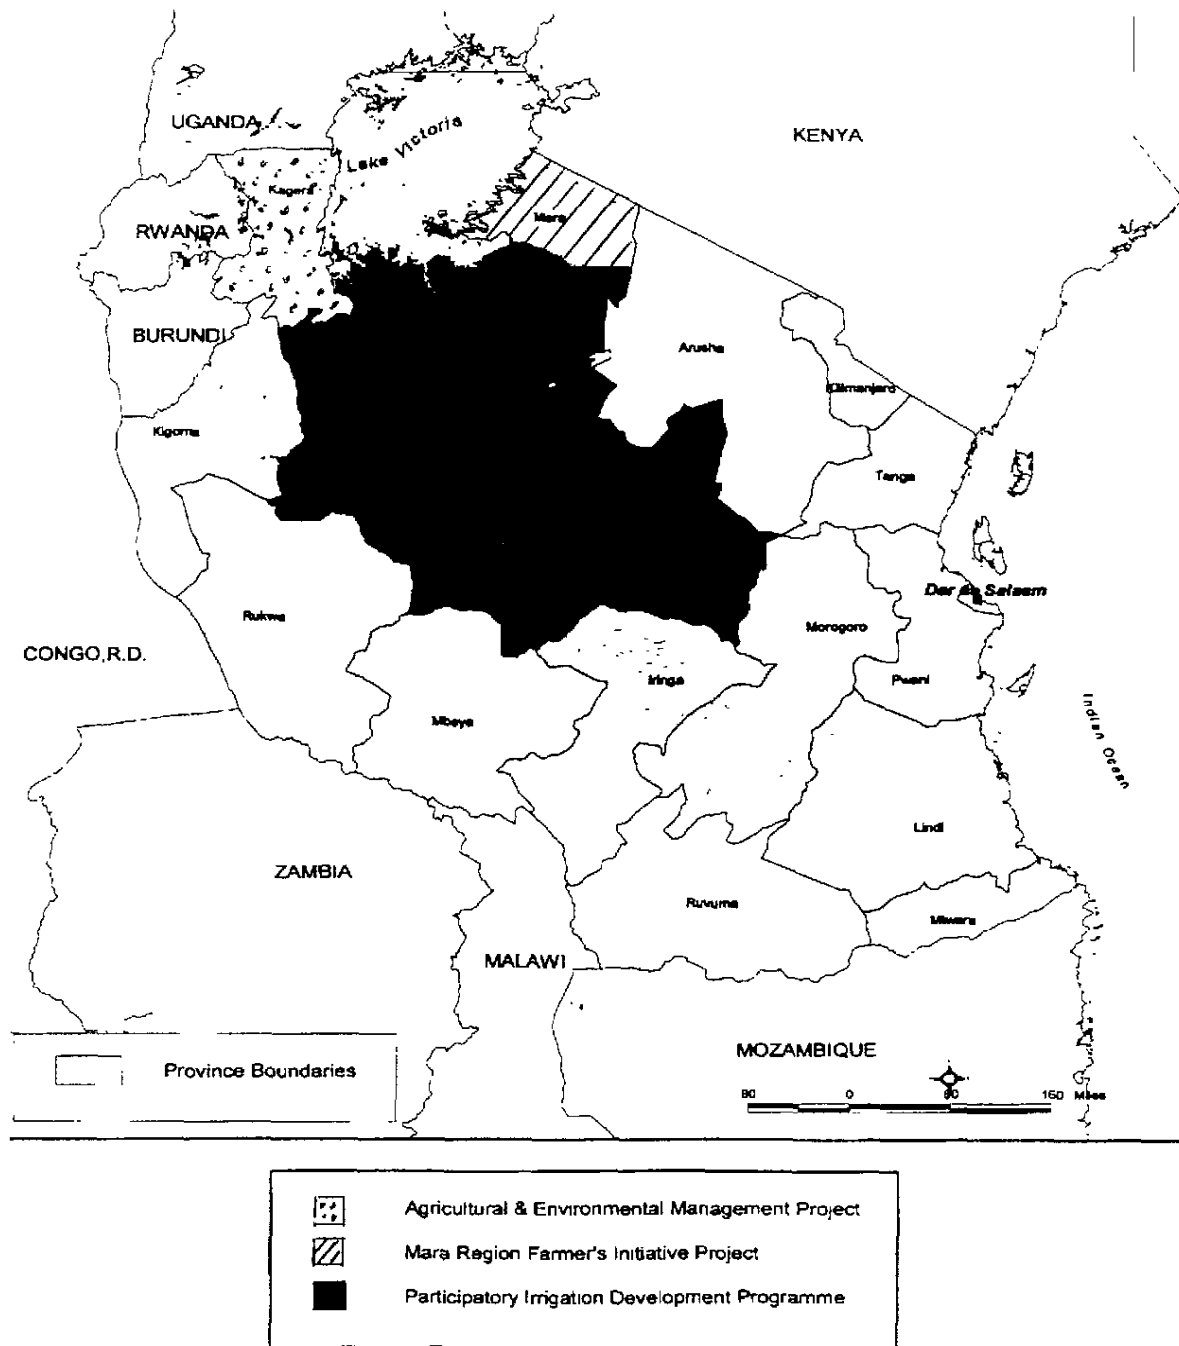 UGANDA
KENYA
Lake Victoria
Kagera
Mara
RWANDA
BURUNDI
Arusha
Kilimanjaro
Kigoma
Tanga
Dar es Salaam
Rukwa
Morogoro
CONGO,R.D.
Iringa
Pwani
Mbeya
Indian Ocean
Lindi
ZAMBIA
Ruvuma
Mtwara
MALAWI
MOZAMBIQUE
Province Boundaries
80 0 80 160 Miles
Agricultural & Environmental Management Project
Mara Region Farmer's Initiative Project
Participatory Irrigation Development Programme